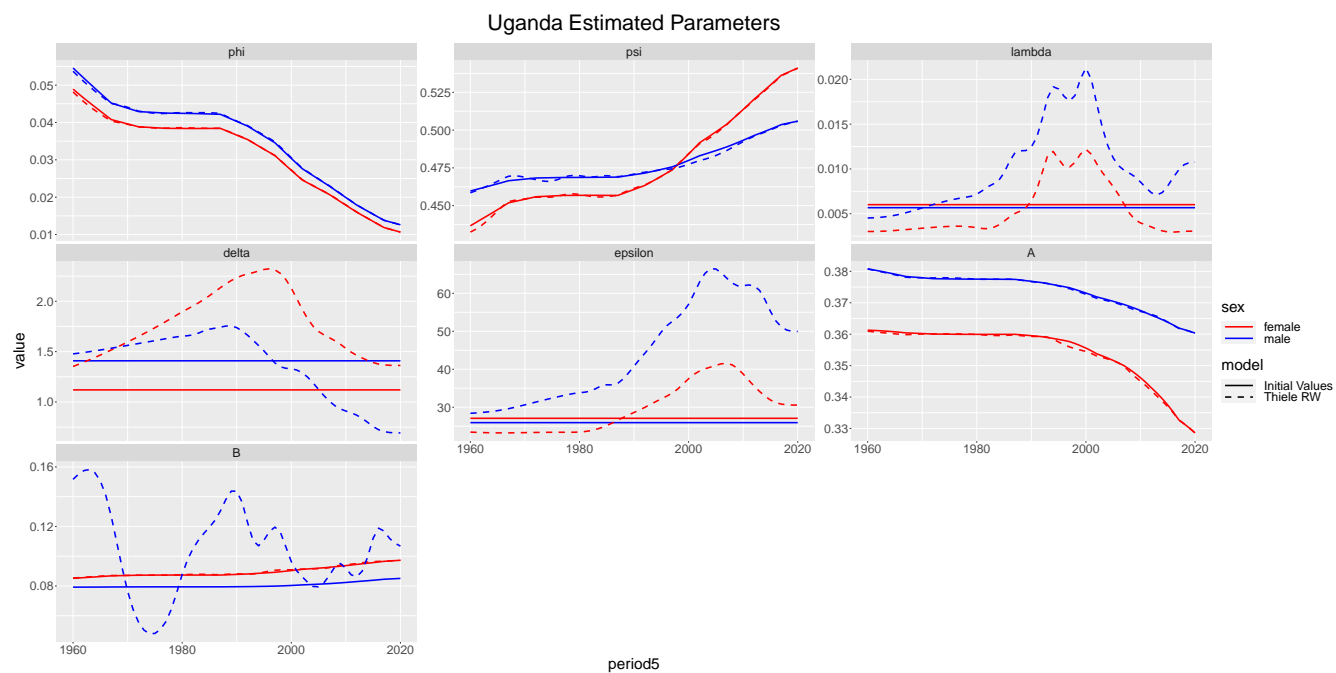 Uganda Estimated Parameters
phi
psi
lambda
0.05
0.04
0.03
0.02
0.01
0.525
0.500
0.475
0.450
0.020
0.015
0.010
0.005
delta
epsilon
A
2.0
1.5
1.0
60
50
40
30
0.38
0.37
0.36
0.35
0.34
0.33
1960
1980
2000
2020
1960
1980
2000
2020
B
0.16
0.12
0.08
1960
1980
2000
2020
value
period5
sex
female
male
model
Initial Values
Thiele RW